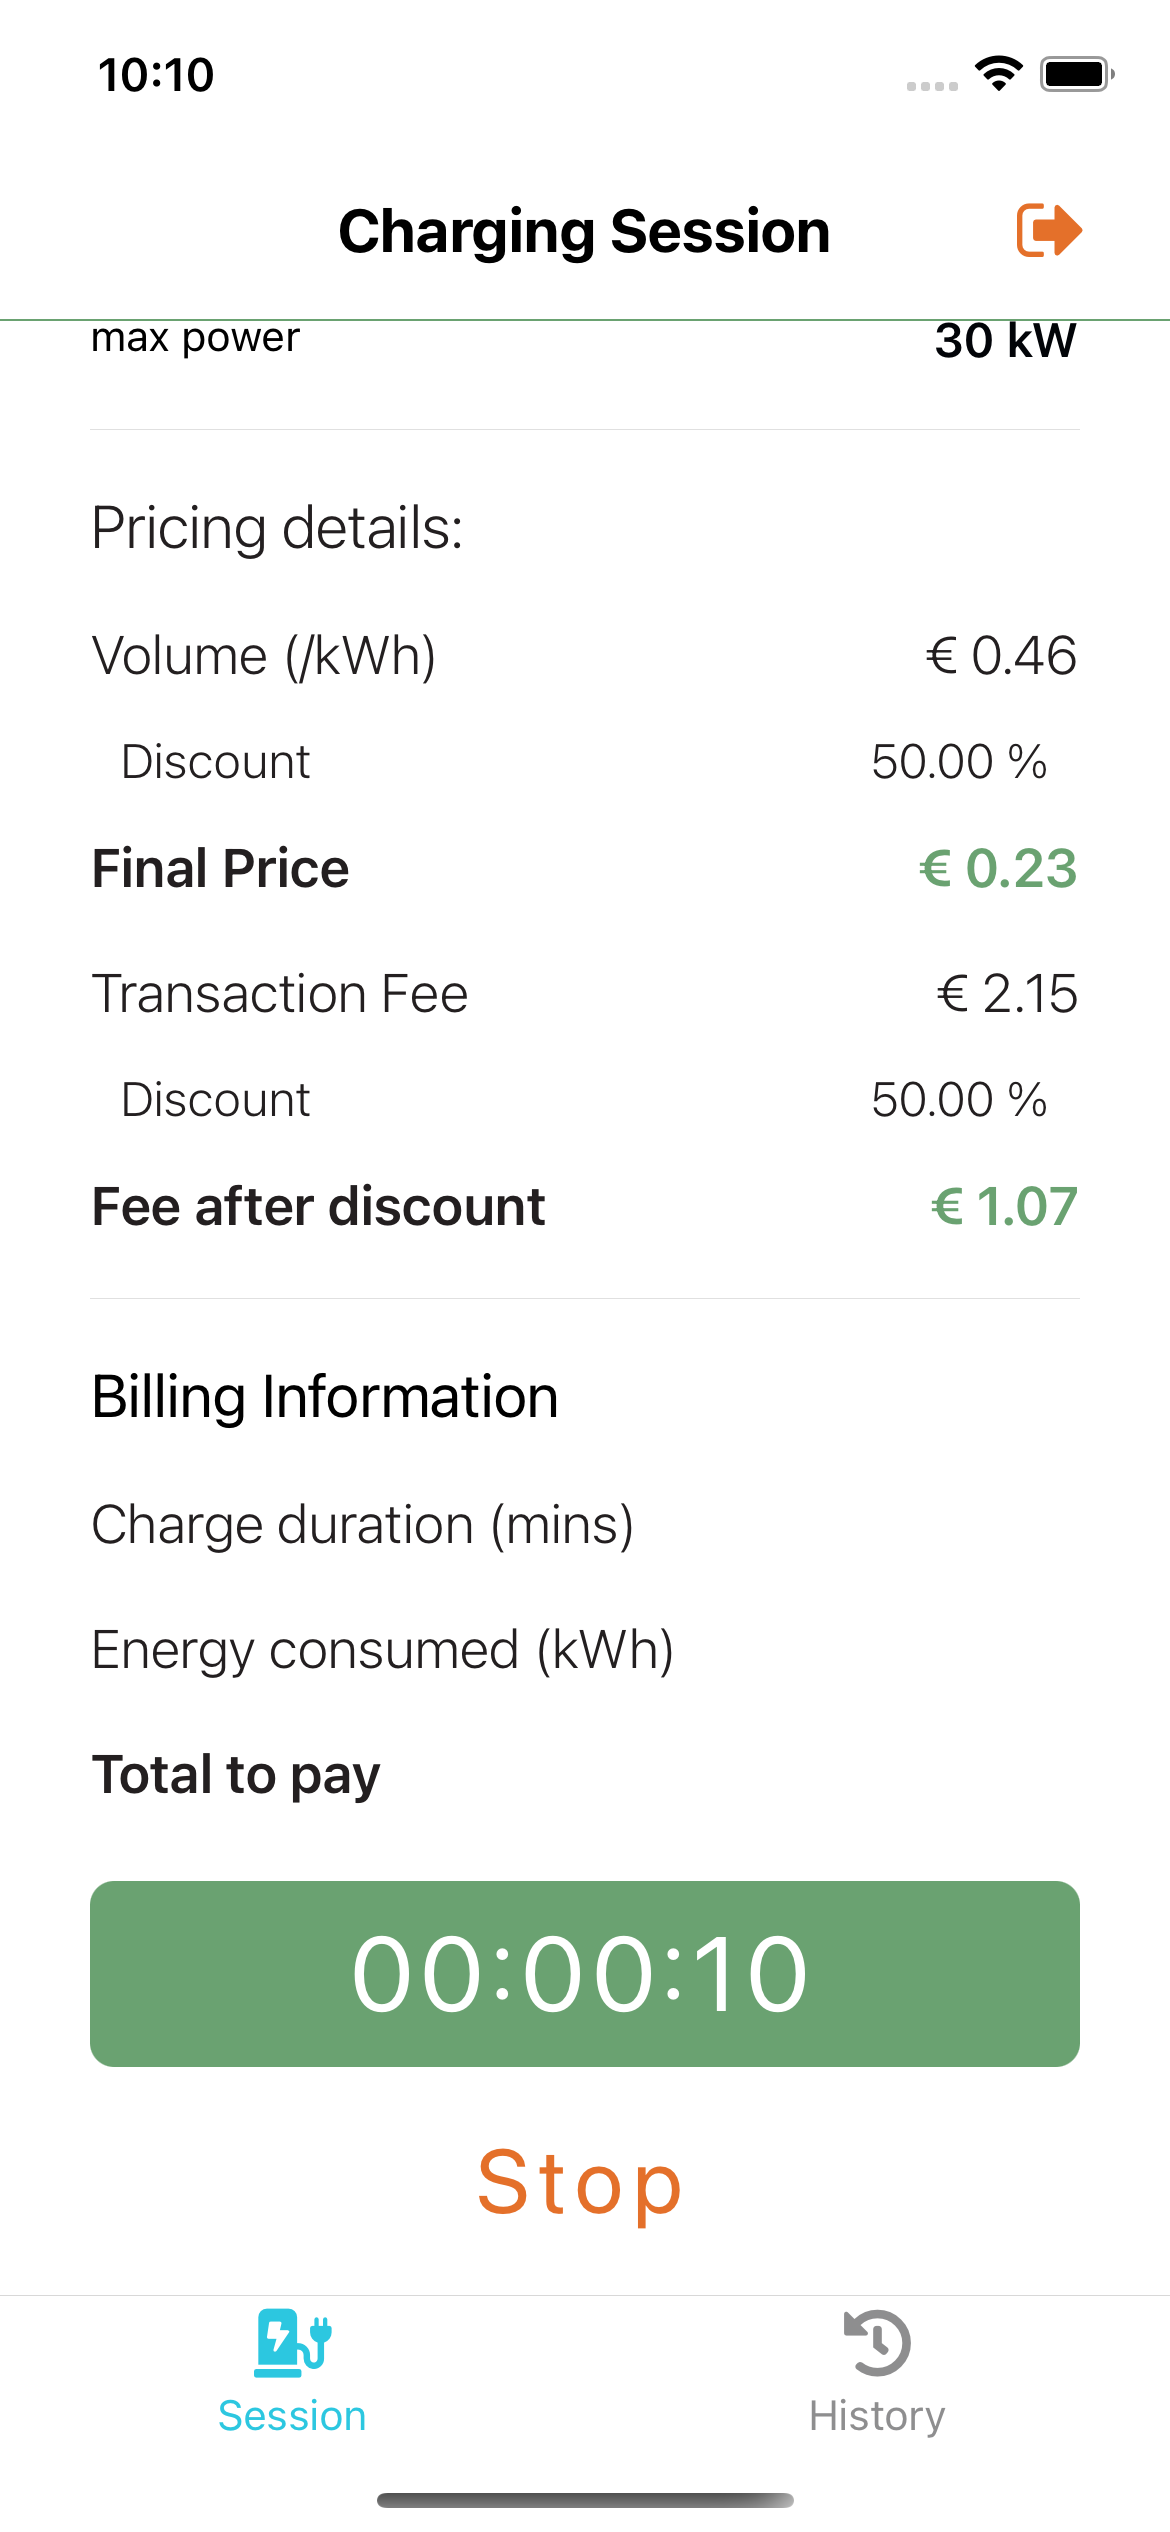 10:10
Charging Session
max power 30 kW
Pricing details:
Volume (/kWh) € 0.46
Discount 50.00 %
Final Price € 0.23
Transaction Fee € 2.15
Discount 50.00 %
Fee after discount € 1.07
Billing Information
Charge duration (mins)
Energy consumed (kWh)
Total to pay
00:00:10
Stop
Session History